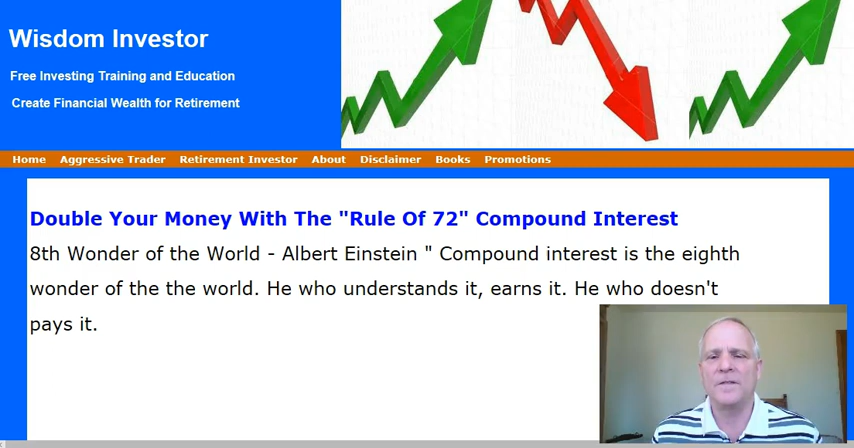 Wisdom Investor
Free Investing Training and Education
Create Financial Wealth for Retirement
Home Aggressive Trader Retirement Investor About Disclaimer Books Promotions
Double Your Money With The "Rule Of 72" Compound Interest
8th Wonder of the World - Albert Einstein " Compound interest is the eighth
wonder of the the world. He who understands it, earns it. He who doesn't
pays it.